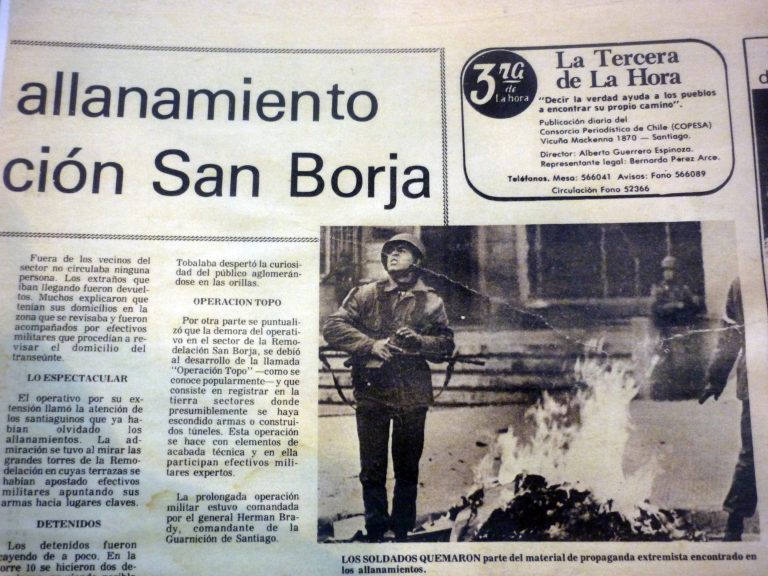 allanamiento
ción San Borja
3ra
de
La hora
La Tercera
de La Hora
"Decir la verdad ayuda a los pueblos
a encontrar su propio camino".
Publicación diaria del
Consorcio Periodístico de Chile (COPESA)
Vicuña Mackenna 1870 — Santiago.
Director: Alberto Guerrero Espinoza.
Representante legal: Bernardo Pérez Arce.
Teléfonos. Mesa: 566041 Avisos: Fono 566089
Circulación Fono 52366
Fuera de los vecinos del
sector no circulaba ninguna
persona. Los extraños que
iban llegando fueron devuel-
tos. Muchos explicaron que
tenían sus domicilios en la
zona que se revisaba y fueron
acompañados por efectivos
militares que procedían a re-
visar el domicilio del
transeúnte.
LO ESPECTACULAR
El operativo por su ex-
tensión llamó la atención de
los santiaguinos que ya ha-
bían olvidado los
allanamientos. La ad-
miración se tuvo al mirar las
grandes torres de la Remo-
delación en cuyas terrazas se
habían apostado efectivos
militares apuntando sus
armas hacia lugares claves.
DETENIDOS
Los detenidos fueron
cayendo de a poco. En la
torre 10 se hicieron dos de-
Tobalaba despertó la curiosi-
dad del público aglomerán-
dose en las orillas.
OPERACION TOPO
Por otra parte se puntuali-
zó que la demora del operati-
vo en el sector de la Remo-
delación San Borja, se debió
al desarrollo de la llamada
"Operación Topo" —como se
conoce popularmente— y que
consiste en registrar en la
tierra sectores donde
presumiblemente se haya
escondido armas o construi-
dos túneles. Esta operación
se hace con elementos de
acabada técnica y en ella
participan efectivos mili-
tares expertos.
La prolongada operación
militar estuvo comandada
por el general Herman Bra-
dy, comandante de la
Guarnición de Santiago.
LOS SOLDADOS QUEMARON parte del material de propaganda extremista encontrado en
los allanamientos.